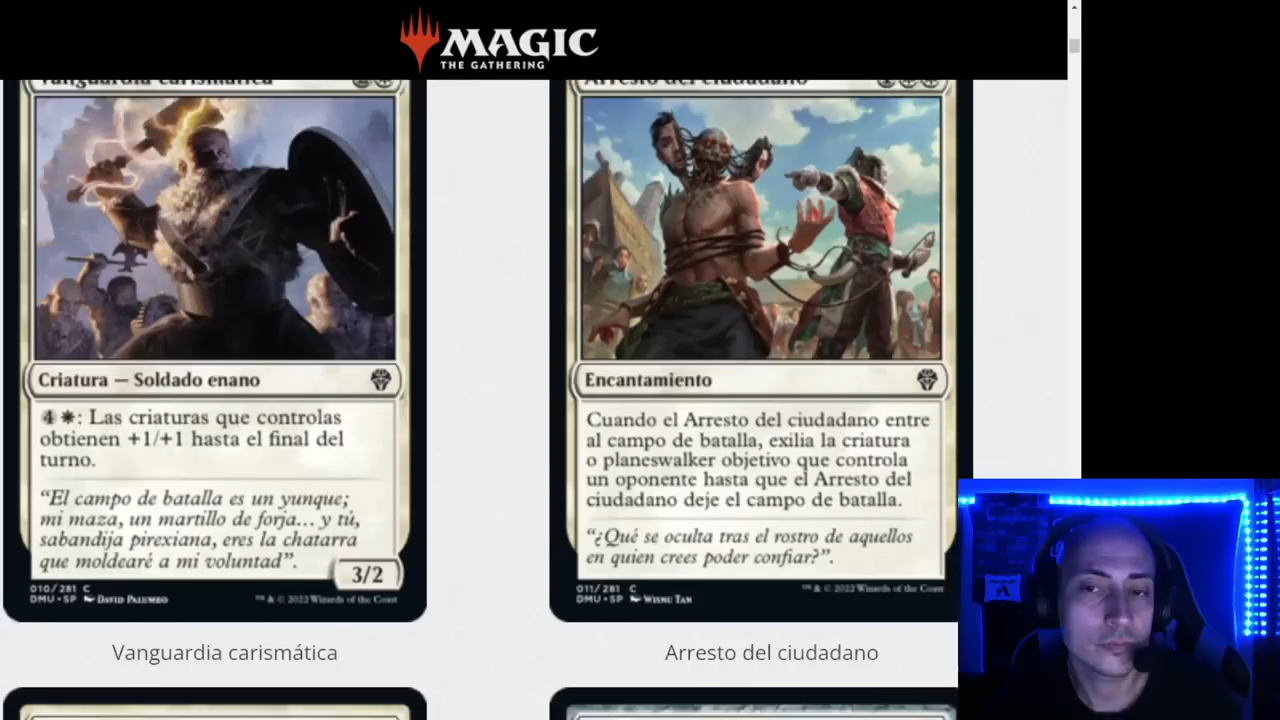 MAGIC
THE GATHERING
Vanguardia carismática
Arresto del ciudadano
Criatura — Soldado enano
4 : Las criaturas que controlas
obtienen +1/+1 hasta el final del
turno.
“El campo de batalla es un yunque;
mi maza, un martillo de forja... y tú,
sabandija pirexiana, eres la chatarra
que moldearé a mi voluntad”.
3/2
010/281 C
DMU • SP DAVID PALUMBO
™ & © 2022 Wizards of the Coast
Encantamiento
Cuando el Arresto del ciudadano entre
al campo de batalla, exilia la criatura
o planeswalker objetivo que controla
un oponente hasta que el Arresto del
ciudadano deje el campo de batalla.
“¿Qué se oculta tras el rostro de aquellos
en quien crees poder confiar?”.
011/281 C
DMU • SP WISNU TAN
™ & © 2022 Wizards of the Coast
Vanguardia carismática
Arresto del ciudadano